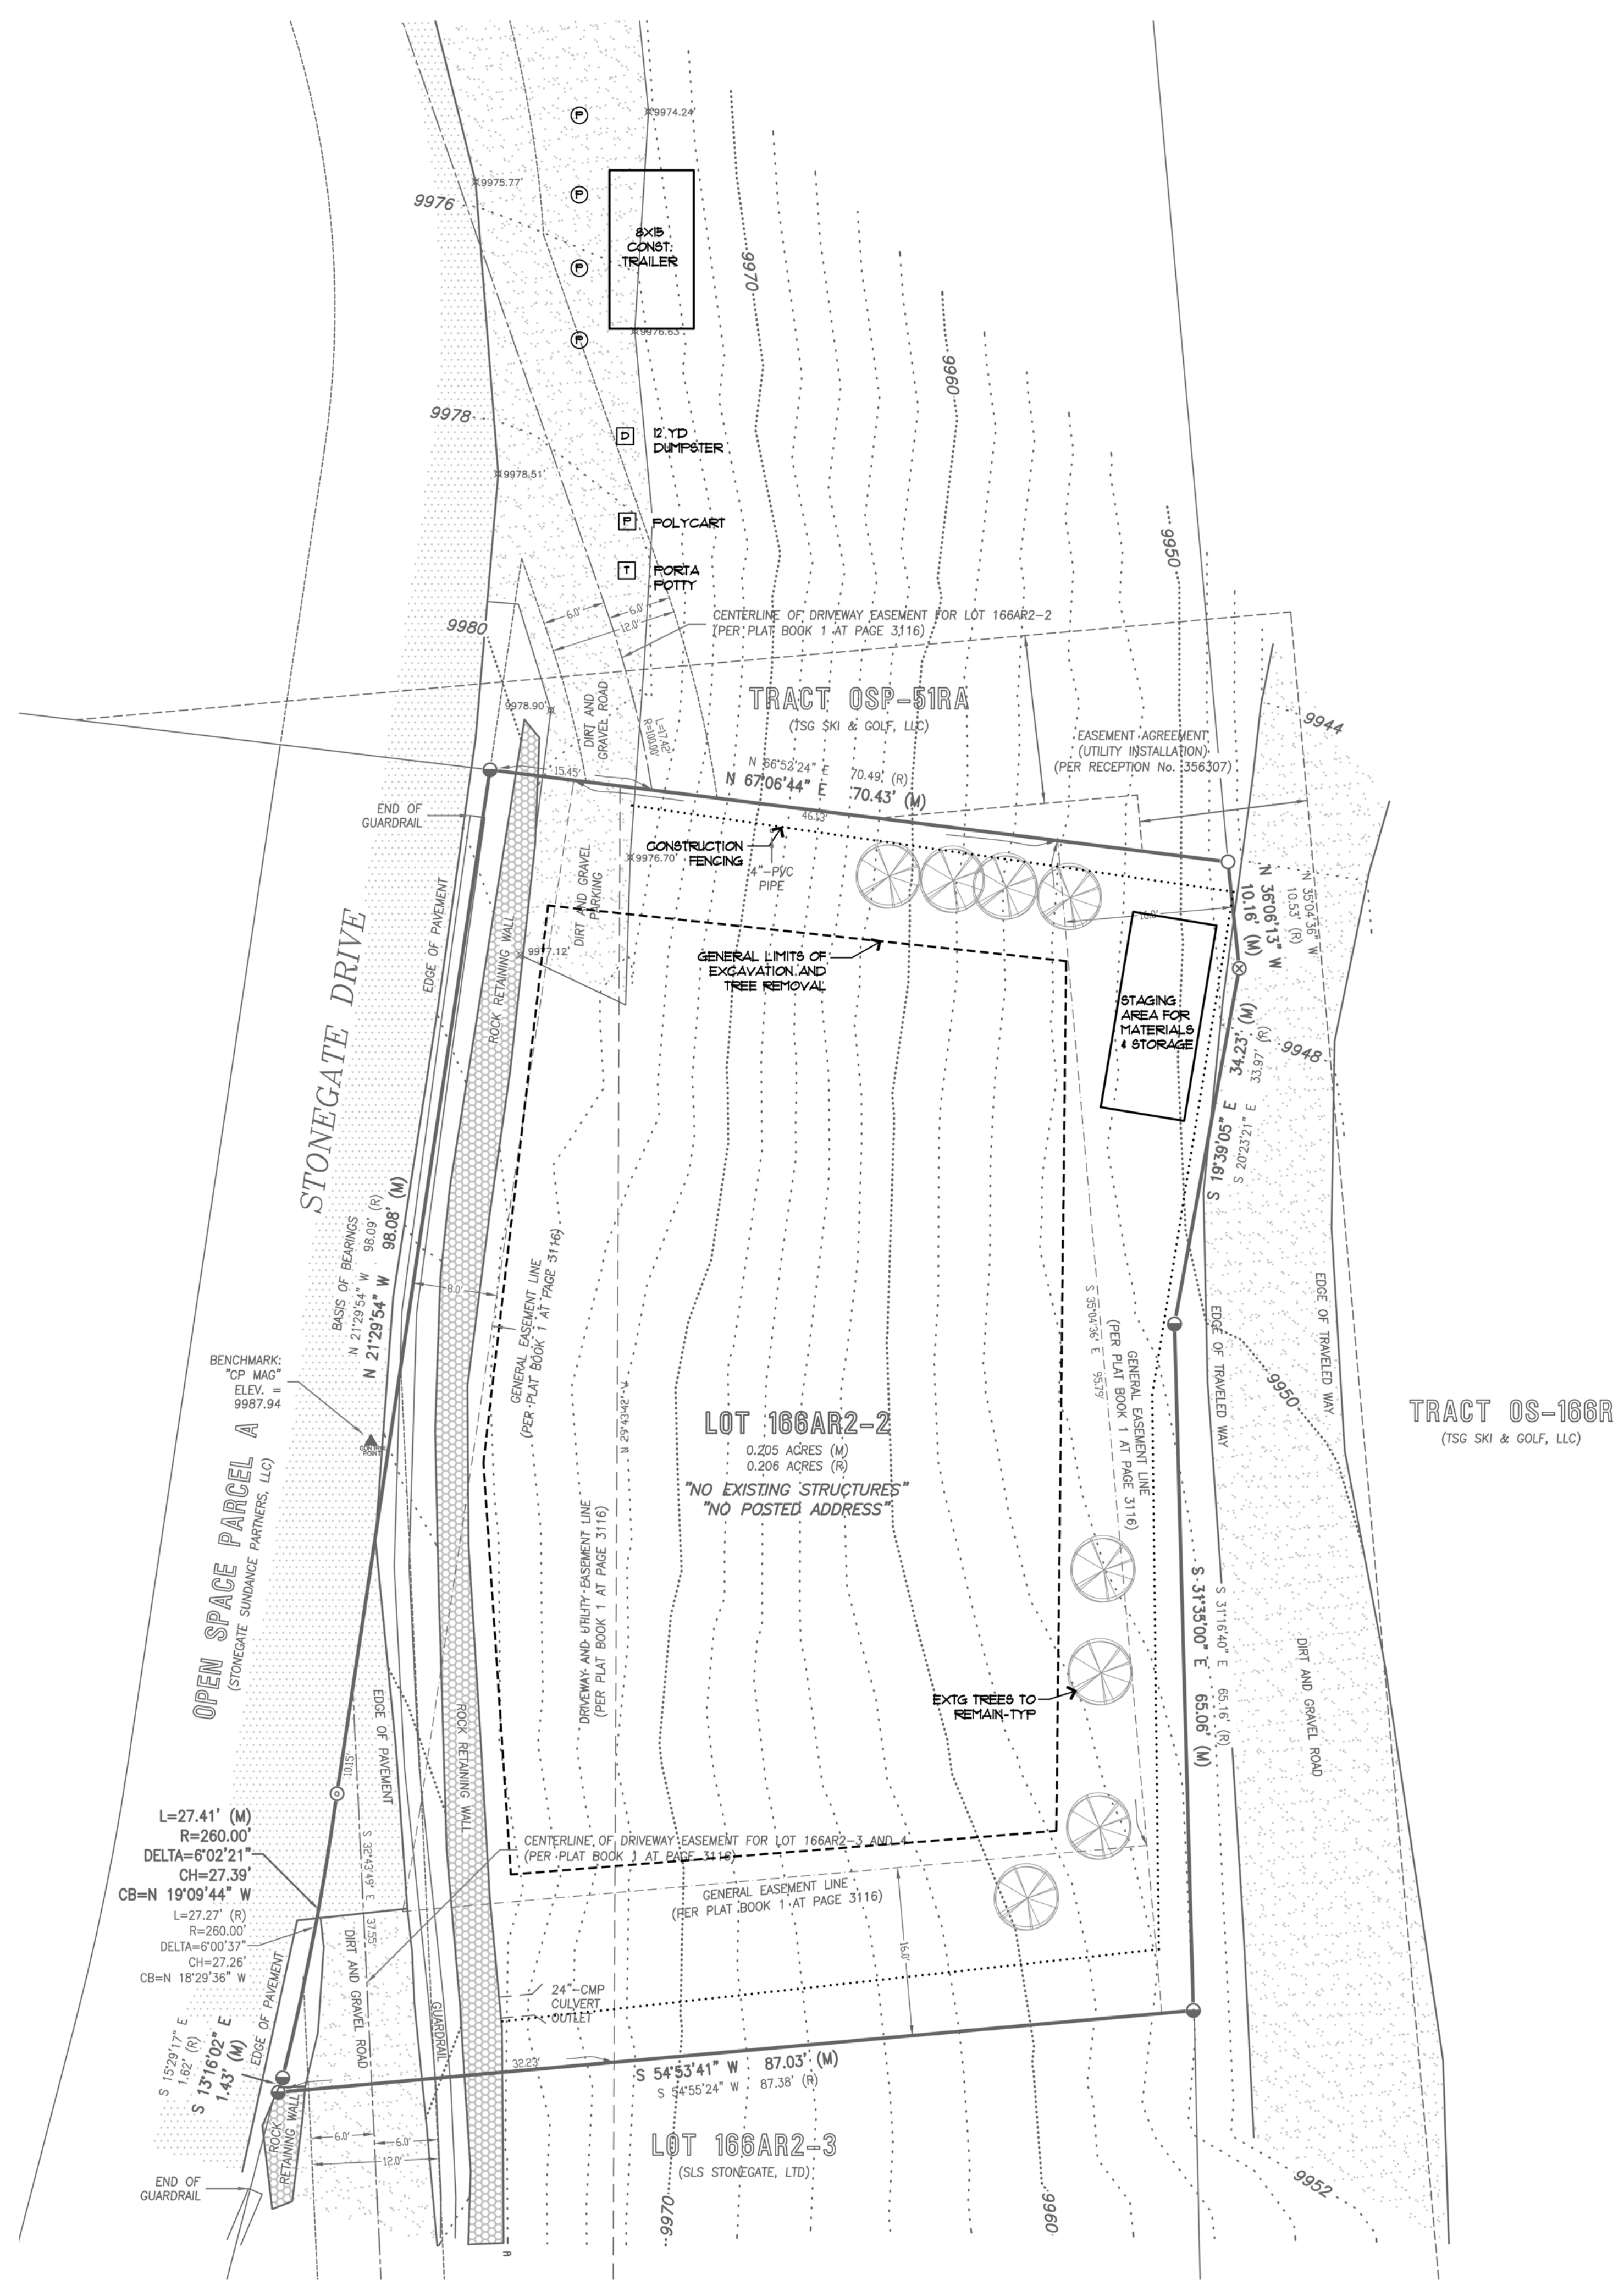 P
9974.24'
9975.77'
9976
P
8X15
CONST.
TRAILER
P
9970
9976.63'
P
9960
9978
D
12 YD
DUMPSTER
9978.51'
P
POLYCART
9950
T
PORTA
POTTY
6.0'
6.0'
12.0'
CENTERLINE OF DRIVEWAY EASEMENT FOR LOT 166AR2-2
(PER PLAT BOOK 1 AT PAGE 3116)
9980
TRACT OSP-51RA
(TSG SKI & GOLF, LLC)
9978.90'
DIRT AND
GRAVEL ROAD
L=17.42'
R=100.00'
9944
EASEMENT AGREEMENT
(UTILITY INSTALLATION)
(PER RECEPTION No. 356307)
15.45'
N 66°52'24" E 70.49' (R)
N 67°06'44" E 70.43' (M)
46.13'
END OF
GUARDRAIL
CONSTRUCTION
FENCING
4"-PVC
PIPE
9976.70'
DIRT AND GRAVEL
PARKING
EDGE OF PAVEMENT
ROCK RETAINING WALL
9977.12'
GENERAL LIMITS OF
EXCAVATION AND
TREE REMOVAL
16.0'
N 36°06'13" W
10.16' (M)
N 35°04'36" W
10.53' (R)
STAGING
AREA FOR
MATERIALS
& STORAGE
9948
S 19°39'05" E 34.23' (M)
S 20°23'21" E 33.97' (R)
STONEGATE DRIVE
BASIS OF BEARINGS
N 21°29'54" W 98.09' (R)
N 21°29'54" W 98.08' (M)
8.0'
GENERAL EASEMENT LINE
(PER PLAT BOOK 1 AT PAGE 3116)
N 29°43'42" W
S 35°04'36" E 95.79'
GENERAL EASEMENT LINE
(PER PLAT BOOK 1 AT PAGE 3116)
EDGE OF TRAVELED WAY
EDGE OF TRAVELED WAY
9950
BENCHMARK:
"CP MAG"
ELEV. =
9987.94
CONTROL
POINT
TRACT OS-166R
(TSG SKI & GOLF, LLC)
LOT 166AR2-2
0.205 ACRES (M)
0.206 ACRES (R)
"NO EXISTING STRUCTURES"
"NO POSTED ADDRESS"
OPEN SPACE PARCEL A
(STONEGATE SUNDANCE PARTNERS, LLC)
DRIVEWAY AND UTILITY EASEMENT LINE
(PER PLAT BOOK 1 AT PAGE 3116)
S 31°35'00" E 65.06' (M)
S 31°16'40" E 65.16' (R)
DIRT AND GRAVEL ROAD
EXTG TREES TO
REMAIN-TYP
EDGE OF PAVEMENT
ROCK RETAINING WALL
10.15'
S 32°43'49" E 37.55'
L=27.41' (M)
R=260.00'
DELTA=6°02'21"
CH=27.39'
CB=N 19°09'44" W
L=27.27' (R)
R=260.00'
DELTA=6°00'37"
CH=27.26'
CB=N 18°29'36" W
CENTERLINE OF DRIVEWAY EASEMENT FOR LOT 166AR2-3 AND 4
(PER PLAT BOOK 1 AT PAGE 3116)
GENERAL EASEMENT LINE
(PER PLAT BOOK 1 AT PAGE 3116)
16.0'
DIRT AND GRAVEL ROAD
EDGE OF PAVEMENT
GUARDRAIL
24"-CMP
CULVERT
OUTLET
S 15°29'17" E
1.62' (R)
S 13°16'02" E
1.43' (M)
32.23'
S 54°53'41" W 87.03' (M)
S 54°55'24" W 87.38' (R)
ROCK
RETAINING WALL
6.0'
6.0'
12.0'
LOT 166AR2-3
(SLS STONEGATE, LTD)
END OF
GUARDRAIL
9970
9960
9952